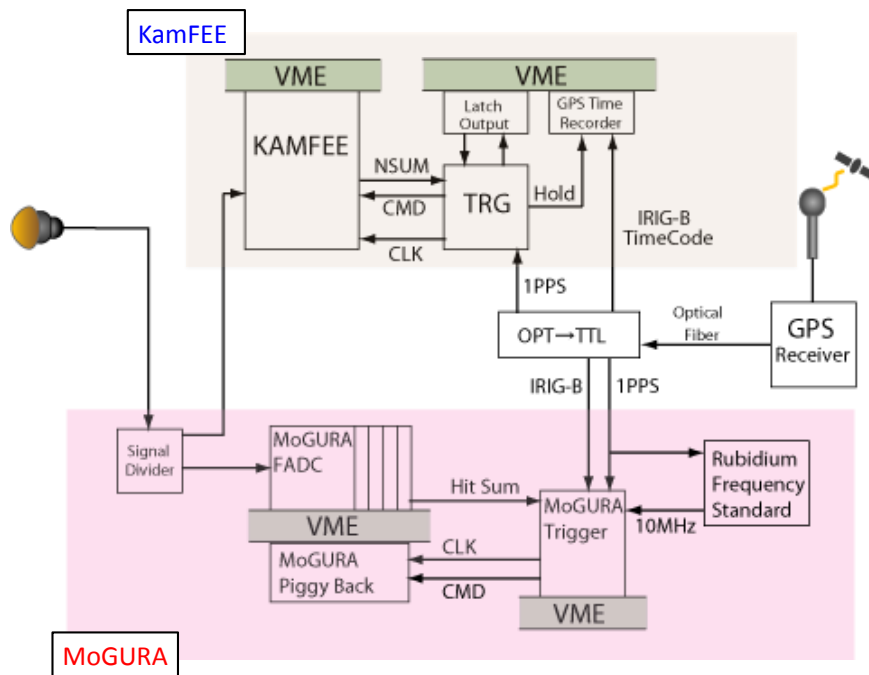 KamFEE
VME
VME
KAMFEE
Latch
Output
GPS Time
Recorder
NSUM
CMD
CLK
TRG
Hold
IRIG-B
TimeCode
1PPS
OPT→TTL
Optical
Fiber
GPS
Receiver
IRIG-B
1PPS
Signal
Divider
MoGURA
FADC
Hit Sum
VME
MoGURA
Trigger
Rubidium
Frequency
Standard
10MHz
MoGURA
Piggy Back
CLK
CMD
VME
MoGURA